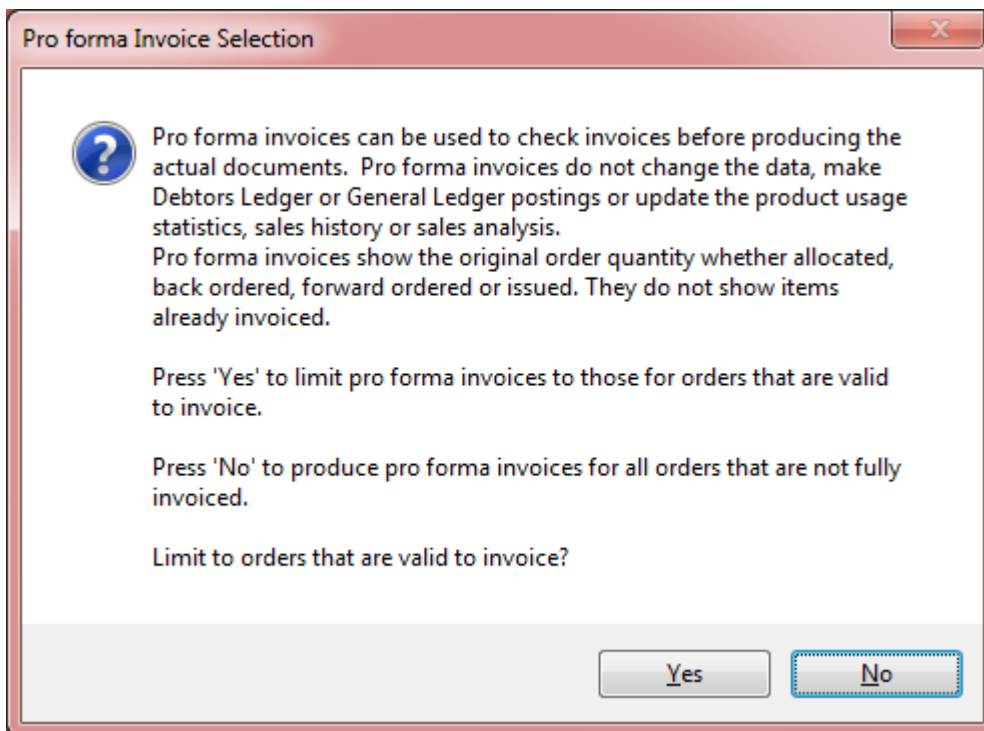 Pro forma Invoice Selection
Pro forma invoices can be used to check invoices before producing the
actual documents.  Pro forma invoices do not change the data, make
Debtors Ledger or General Ledger postings or update the product usage
statistics, sales history or sales analysis.
Pro forma invoices show the original order quantity whether allocated,
back ordered, forward ordered or issued. They do not show items
already invoiced.
Press 'Yes' to limit pro forma invoices to those for orders that are valid
to invoice.
Press 'No' to produce pro forma invoices for all orders that are not fully
invoiced.
Limit to orders that are valid to invoice?
Yes
No